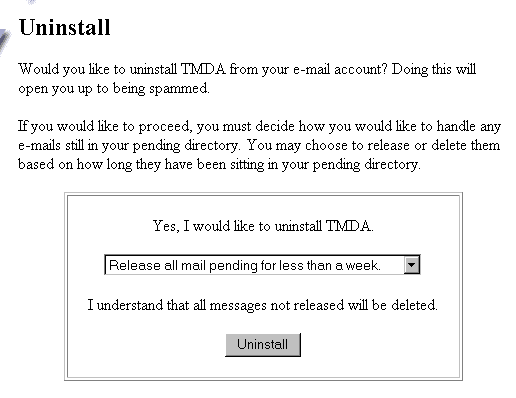 Uninstall
Would you like to uninstall TMDA from your e-mail account? Doing this will
open you up to being spammed.
If you would like to proceed, you must decide how you would like to handle any
e-mails still in your pending directory. You may choose to release or delete them
based on how long they have been sitting in your pending directory.
Yes, I would like to uninstall TMDA.
Release all mail pending for less than a week.
I understand that all messages not released will be deleted.
Uninstall